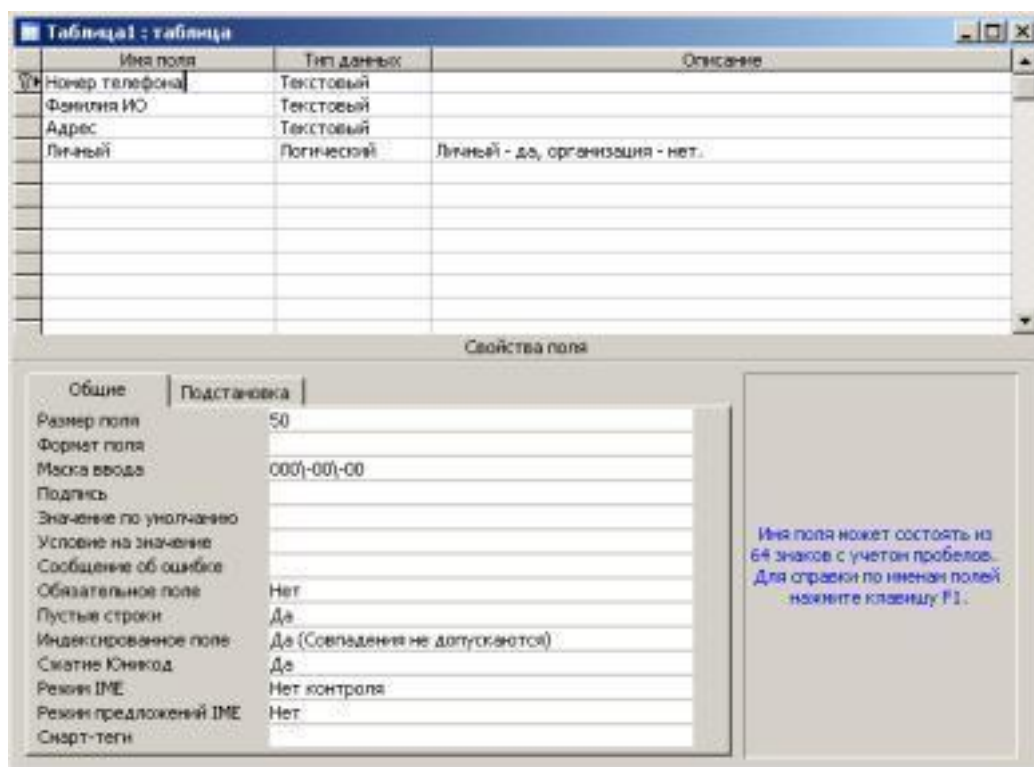 Таблица1 : таблица
Имя поля Тип данных Описание
Номер телефона Текстовый
Фамилия ИО Текстовый
Адрес Текстовый
Личный Логический Личный - да, организация - нет.
Свойства поля
Общие Подстановка
Размер поля 50
Формат поля
Маска ввода 000\-00\-00
Подпись
Значение по умолчанию
Условие на значение
Сообщение об ошибке
Обязательное поле Нет
Пустые строки Да
Индексированное поле Да (Совпадения не допускаются)
Сжатие Юникод Да
Режим IME Нет контроля
Режим предложений IME Нет
Смарт-теги
Имя поля может состоять из
64 знаков с учетом пробелов.
Для справки по именам полей
нажмите клавишу F1.